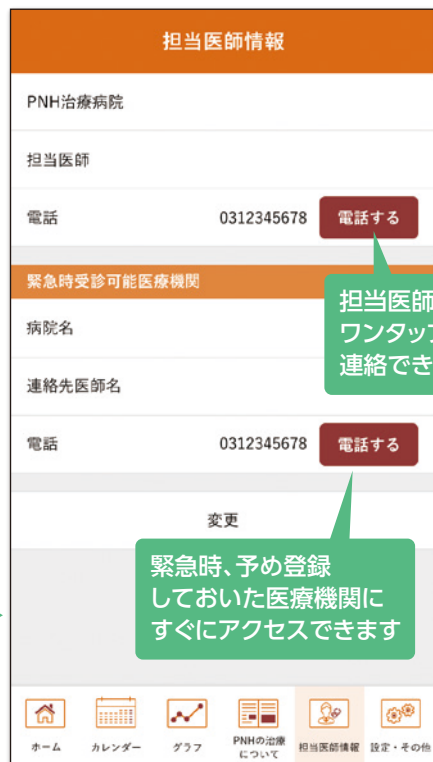 担当医師情報
PNH治療病院
担当医師
電話 0312345678 電話する
緊急時受診可能医療機関
担当医師
ワンタップ
連絡でき
病院名
連絡先医師名
電話 0312345678 電話する
変更
緊急時、予め登録
しておいた医療機関に
すぐにアクセスできます
ホーム カレンダー グラフ PNHの治療
について 担当医師情報 設定・その他